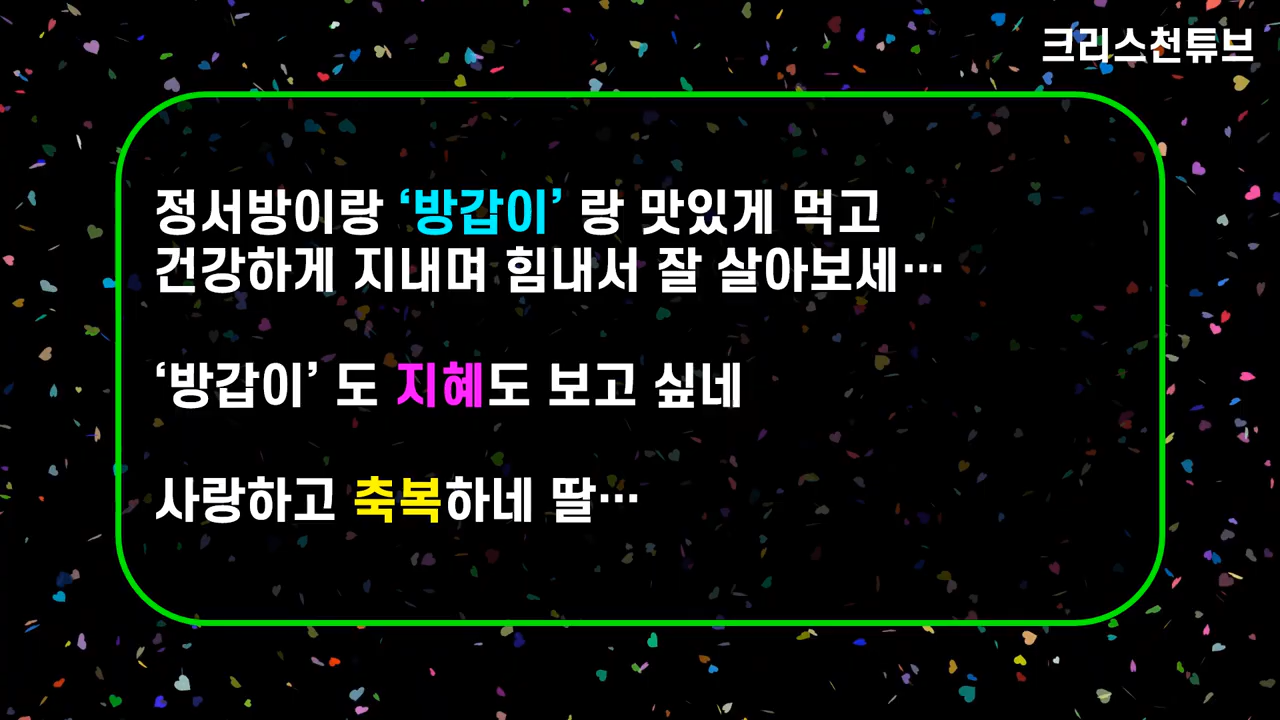 크리스천튜브
정서방이랑 ‘방갑이’ 랑 맛있게 먹고
건강하게 지내며 힘내서 잘 살아보세…
‘방갑이’ 도 지혜도 보고 싶네
사랑하고 축복하네 딸…